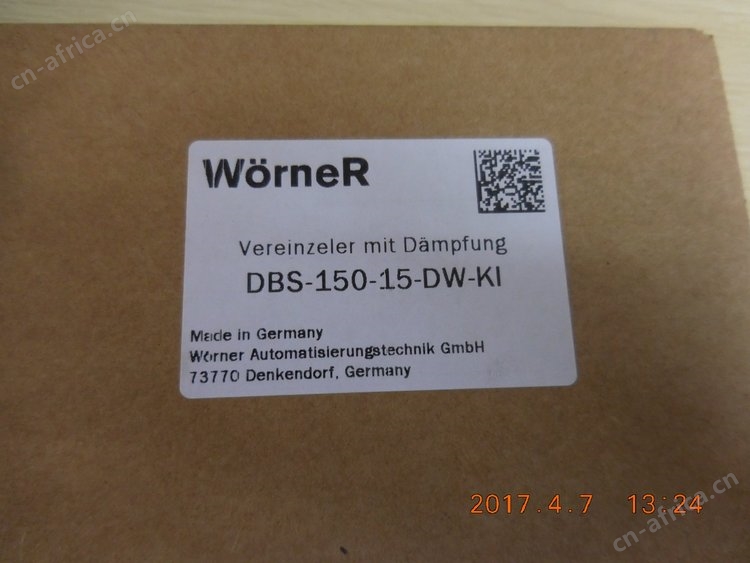 cn-africa.cn
WörneR
Vereinzeler mit Dämpfung
DBS-150-15-DW-KI
Made in Germany
Wörner Automatisierungstechnik GmbH
73770 Denkendorf, Germany
2017.4.7 13:24
cn-africa.cn